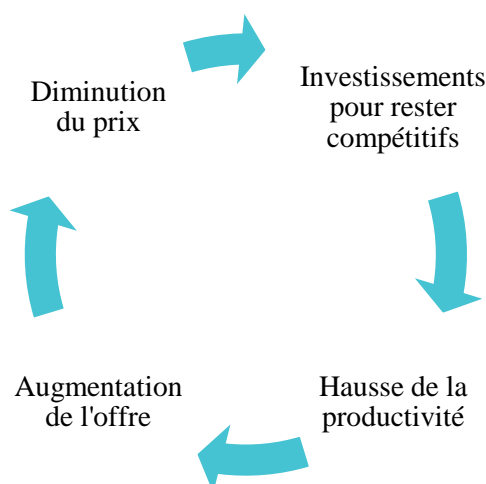 Diminution
du prix
Investissements
pour rester
compétitifs
Hausse de la
productivité
Augmentation
de l'offre